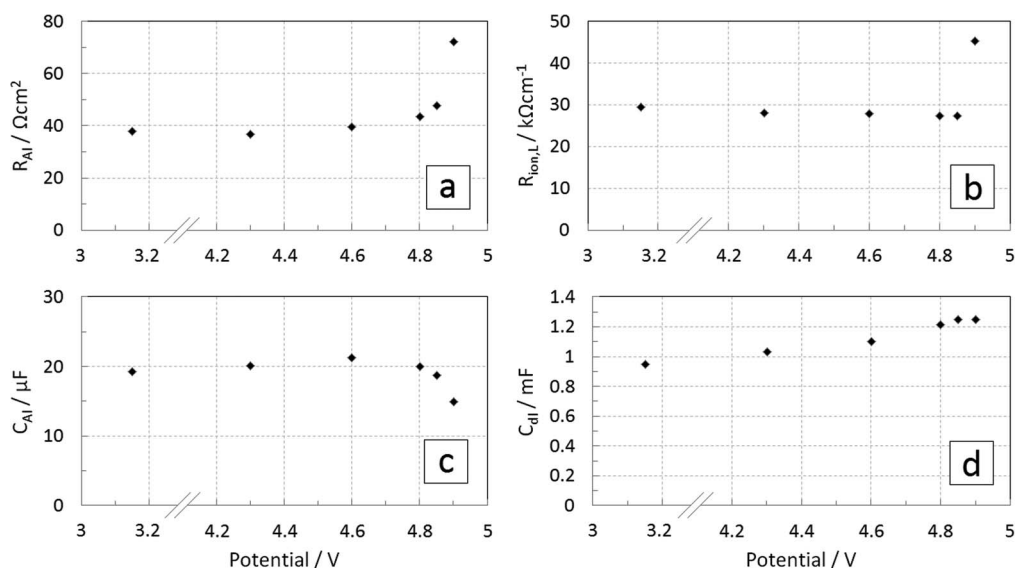 80
60
40
20
0
R_AI / Ωcm²
a
3 3.2 4.2 4.4 4.6 4.8 5
50
40
30
20
10
0
R_ion,L / kΩcm⁻¹
b
3 3.2 4.2 4.4 4.6 4.8 5
30
20
10
0
C_AI / µF
c
3 3.2 4.2 4.4 4.6 4.8 5
Potential / V
1.4
1.2
1
0.8
0.6
0.4
0.2
0
C_dl / mF
d
3 3.2 4.2 4.4 4.6 4.8 5
Potential / V